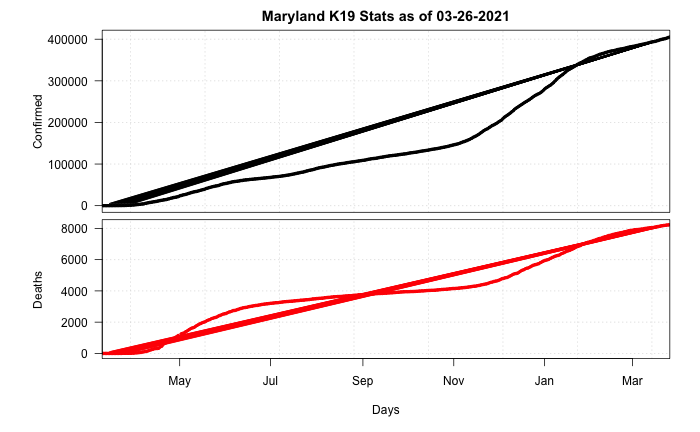 Maryland K19 Stats as of 03-26-2021
Confirmed
400000
300000
200000
100000
0
Deaths
8000
6000
4000
2000
0
May Jul Sep Nov Jan Mar
Days